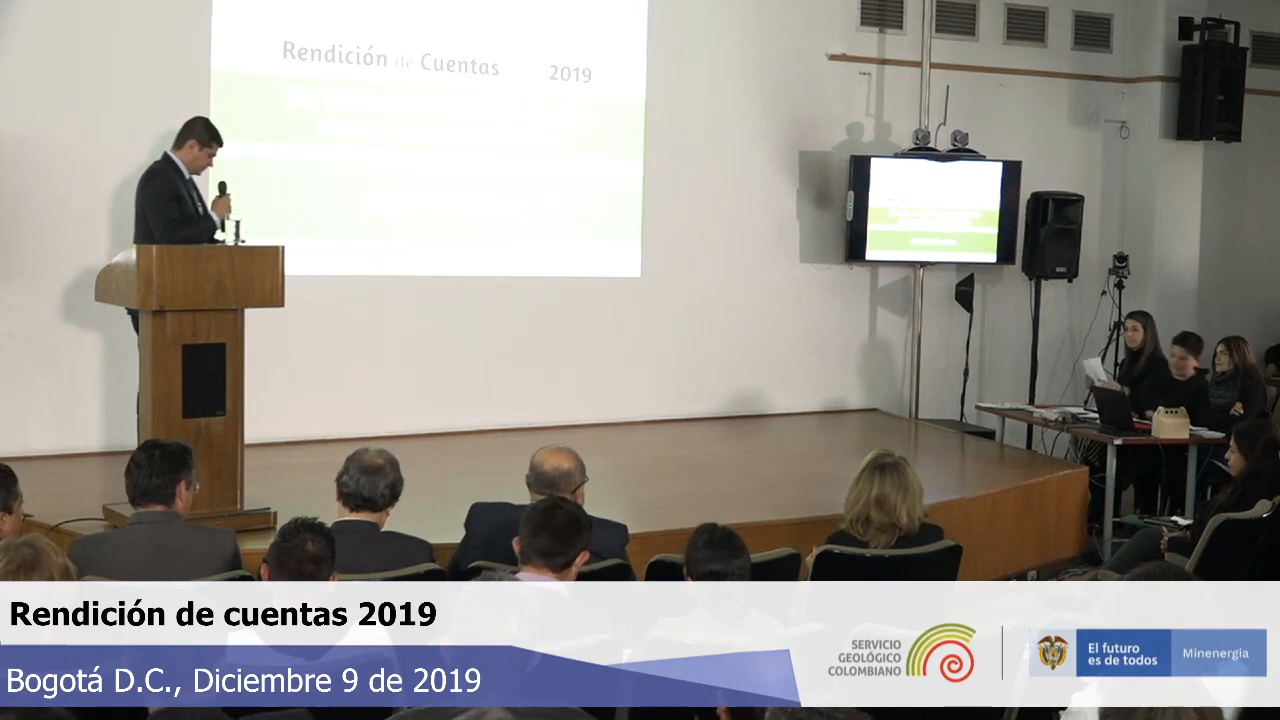 Rendición de Cuentas 2019
Rendición de cuentas 2019
Bogotá D.C., Diciembre 9 de 2019
SERVICIO
GEOLÓGICO
COLOMBIANO
El futuro
es de todos
Minenergía